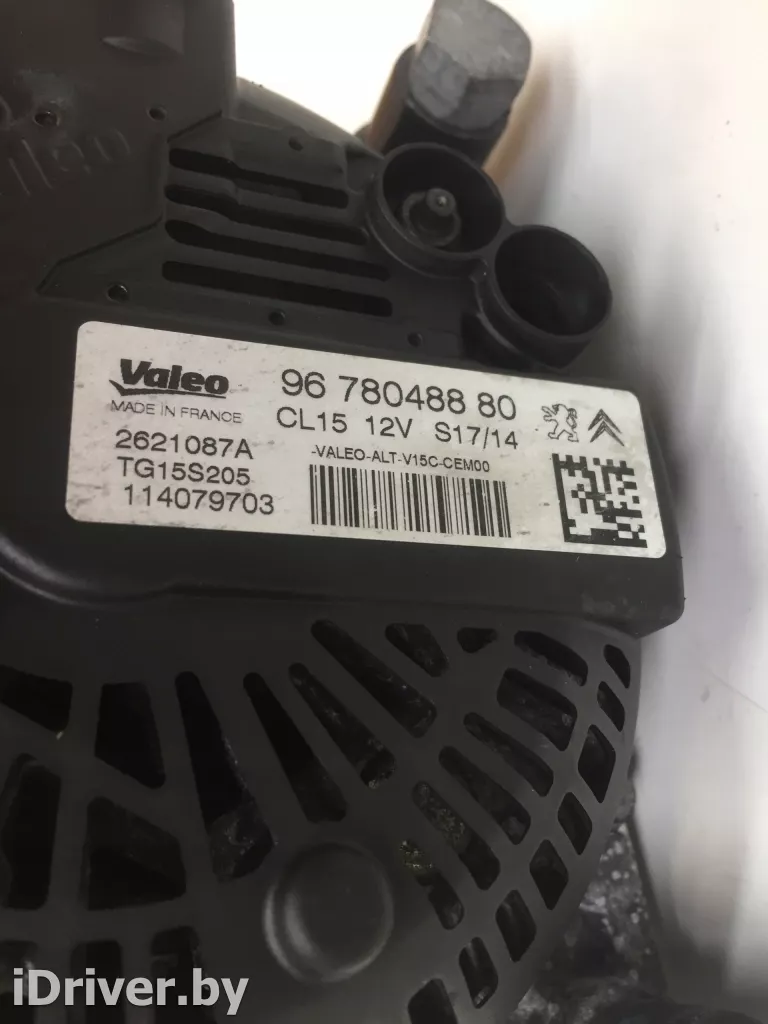 Valeo
MADE IN FRANCE
2621087A
TG15S205
114079703
96 780488 80
CL15 12V S17/14
-VALEO-ALT-V15C-CEM00
iDriver.by